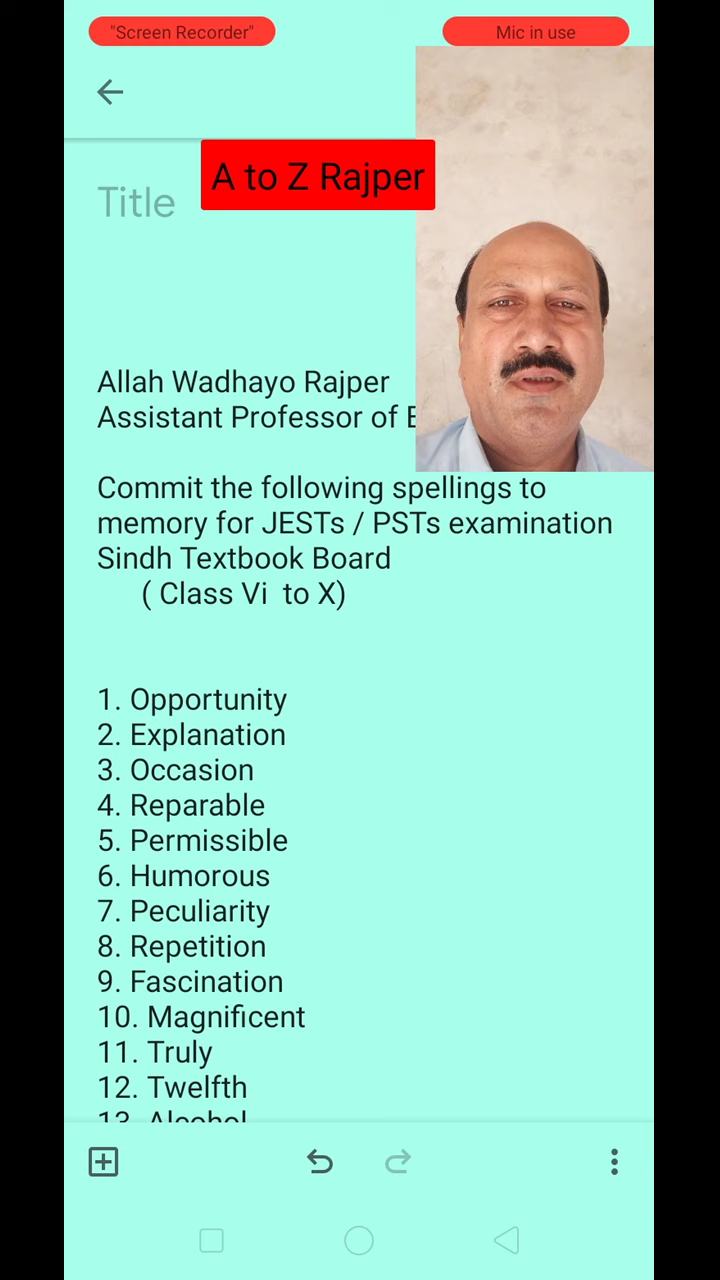 "Screen Recorder"
Mic in use
A to Z Rajper
Title
Allah Wadhayo Rajper
Assistant Professor of
Commit the following spellings to
memory for JESTs / PSTs examination
Sindh Textbook Board
( Class Vi to X)
1. Opportunity
2. Explanation
3. Occasion
4. Reparable
5. Permissible
6. Humorous
7. Peculiarity
8. Repetition
9. Fascination
10. Magnificent
11. Truly
12. Twelfth
13. Alcohol